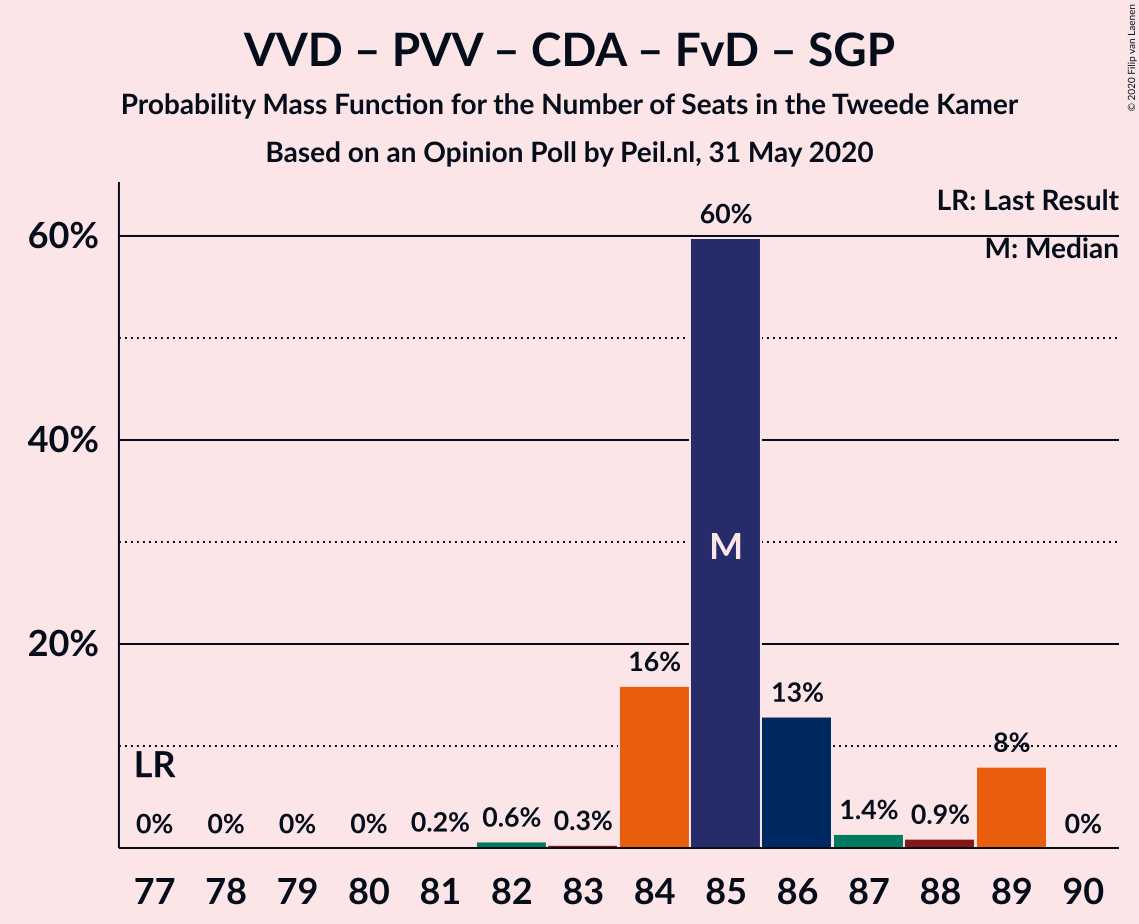 VVD – PVV – CDA – FvD – SGP
Probability Mass Function for the Number of Seats in the Tweede Kamer
Based on an Opinion Poll by Peil.nl, 31 May 2020
© 2020 Filip van Laenen
LR: Last Result
M: Median
60%
40%
20%
60%
M
16%
13%
8%
LR
0% 0% 0% 0% 0.2% 0.6% 0.3% 1.4% 0.9% 0%
77 78 79 80 81 82 83 84 85 86 87 88 89 90